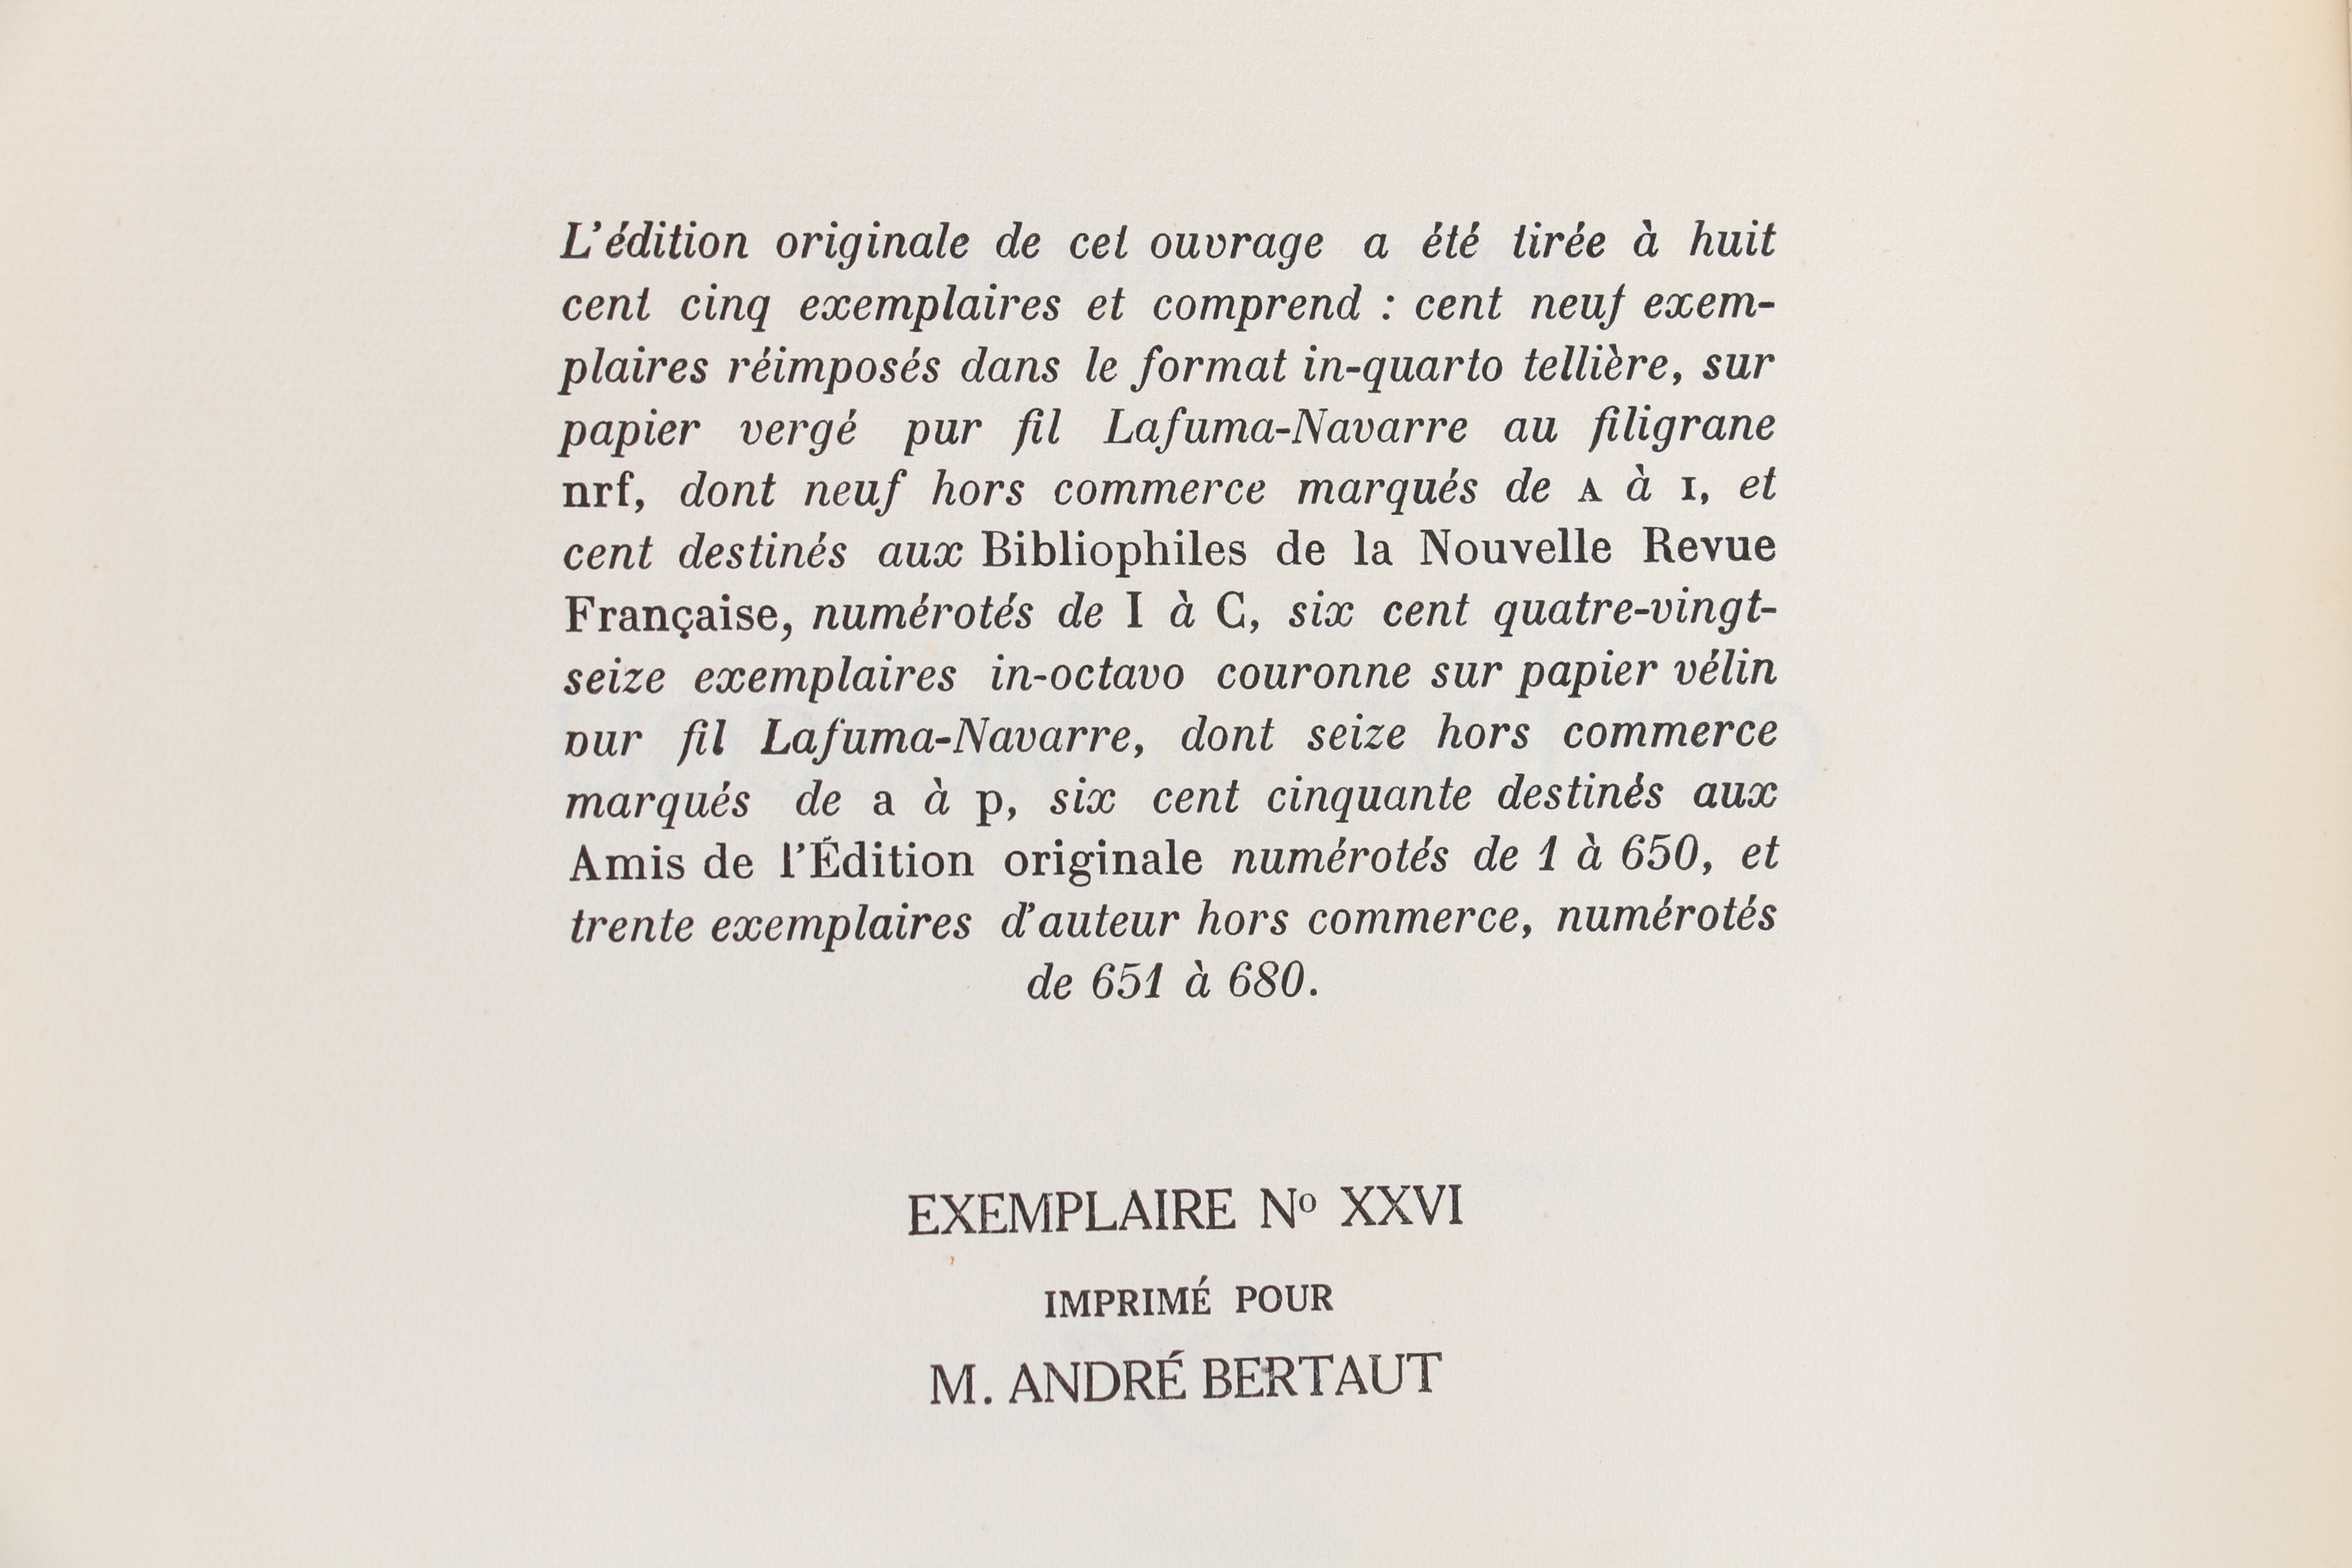 L'édition originale de cet ouvrage a été tirée à huit
cent cinq exemplaires et comprend : cent neuf exem-
plaires réimposés dans le format in-quarto tellière, sur
papier vergé pur fil Lafuma-Navarre au filigrane
nrf, dont neuf hors commerce marqués de A à I, et
cent destinés aux Bibliophiles de la Nouvelle Revue
Française, numérotés de I à C, six cent quatre-vingt-
seize exemplaires in-octavo couronne sur papier vélin
pur fil Lafuma-Navarre, dont seize hors commerce
marqués de a à p, six cent cinquante destinés aux
Amis de l'Édition originale numérotés de 1 à 650, et
trente exemplaires d'auteur hors commerce, numérotés
de 651 à 680.
EXEMPLAIRE Nº XXVI
IMPRIMÉ POUR
M. ANDRÉ BERTAUT